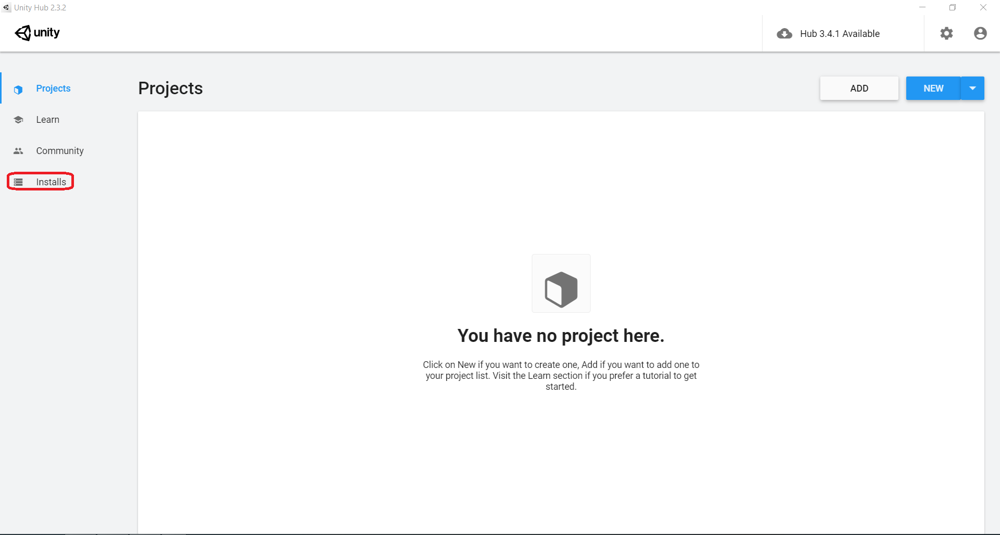 Unity Hub 2.3.2
unity
Hub 3.4.1 Available
Projects
Learn
Community
Installs
Projects
ADD
NEW
You have no project here.
Click on New if you want to create one, Add if you want to add one to
your project list. Visit the Learn section if you prefer a tutorial to get
started.